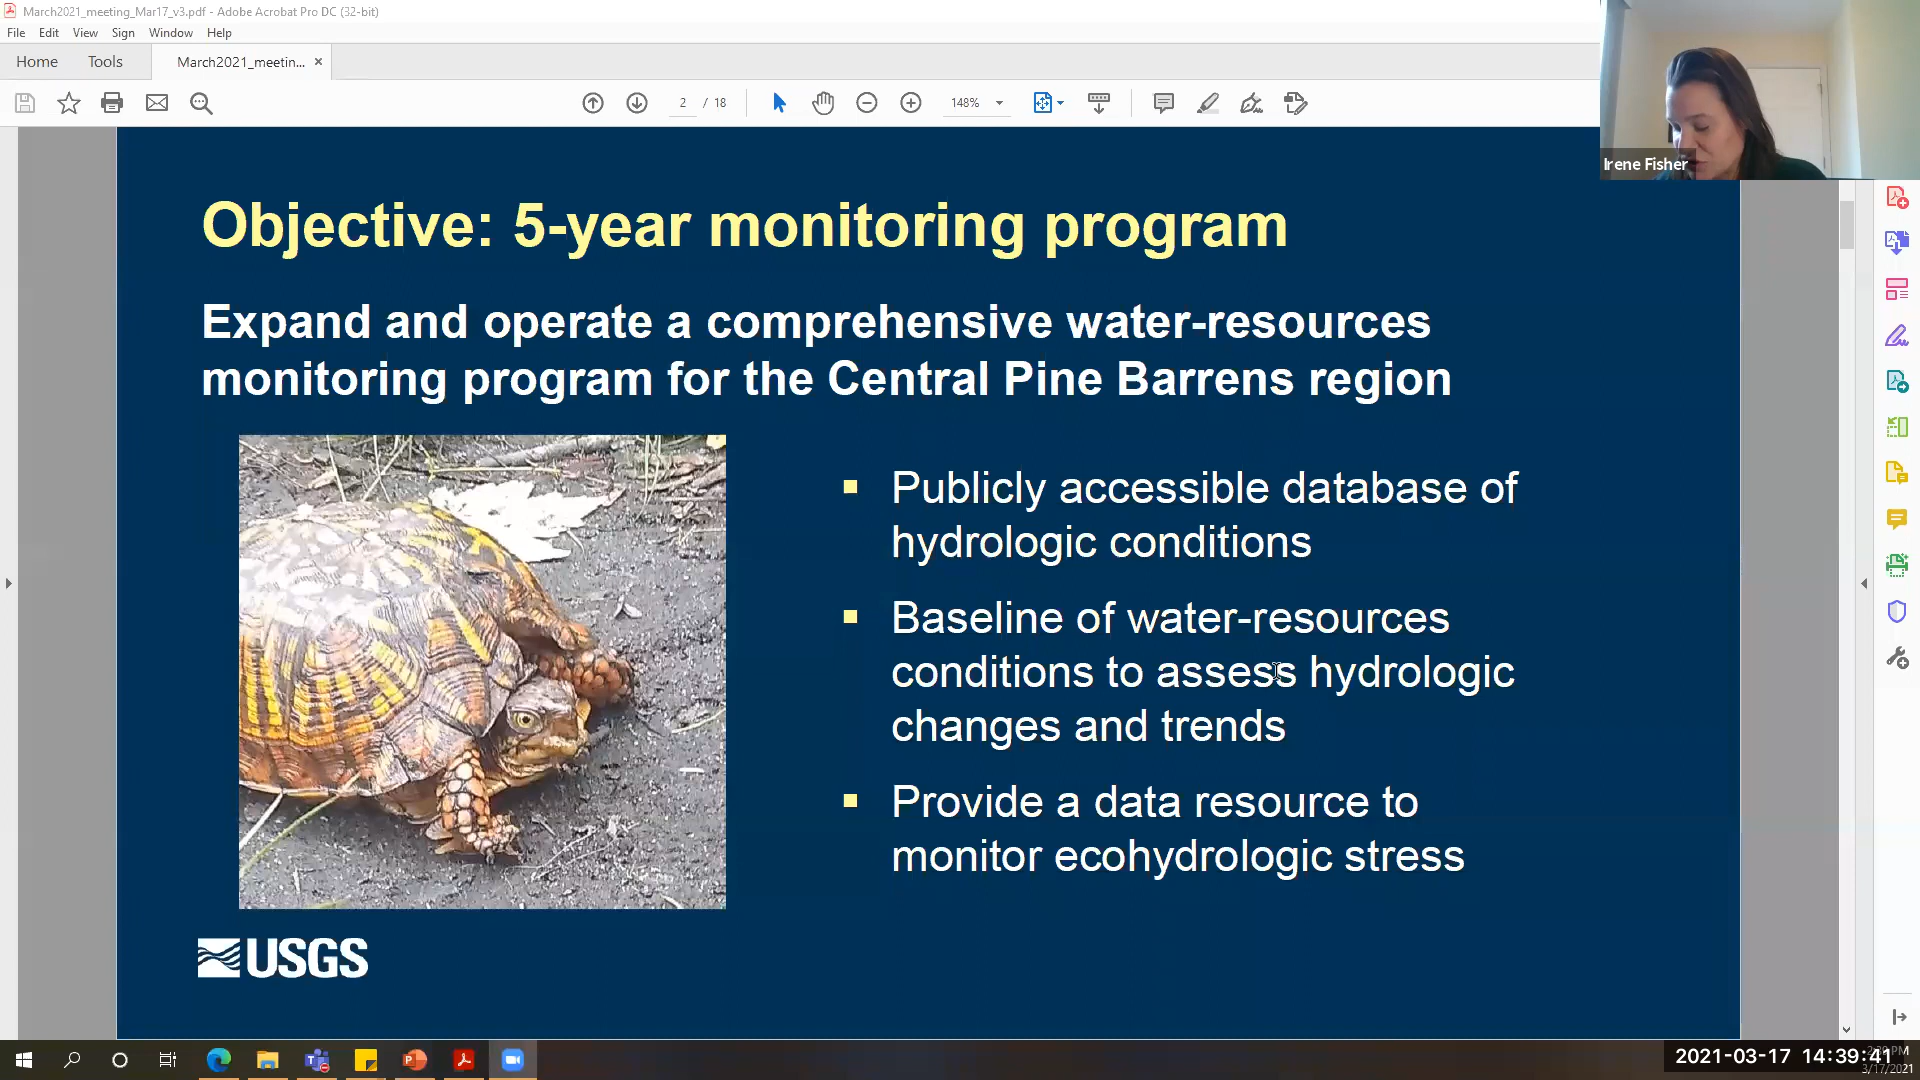 March2021_meeting_Mar17_v3.pdf - Adobe Acrobat Pro DC (32-bit)
File Edit View Sign Window Help
Home Tools March2021_meetin... ×
2 / 18 148%
Irene Fisher
Objective: 5-year monitoring program
Expand and operate a comprehensive water-resources
monitoring program for the Central Pine Barrens region
▪ Publicly accessible database of
hydrologic conditions
▪ Baseline of water-resources
conditions to assess hydrologic
changes and trends
▪ Provide a data resource to
monitor ecohydrologic stress
USGS
2021-03-17 14:39:41
3/17/2021